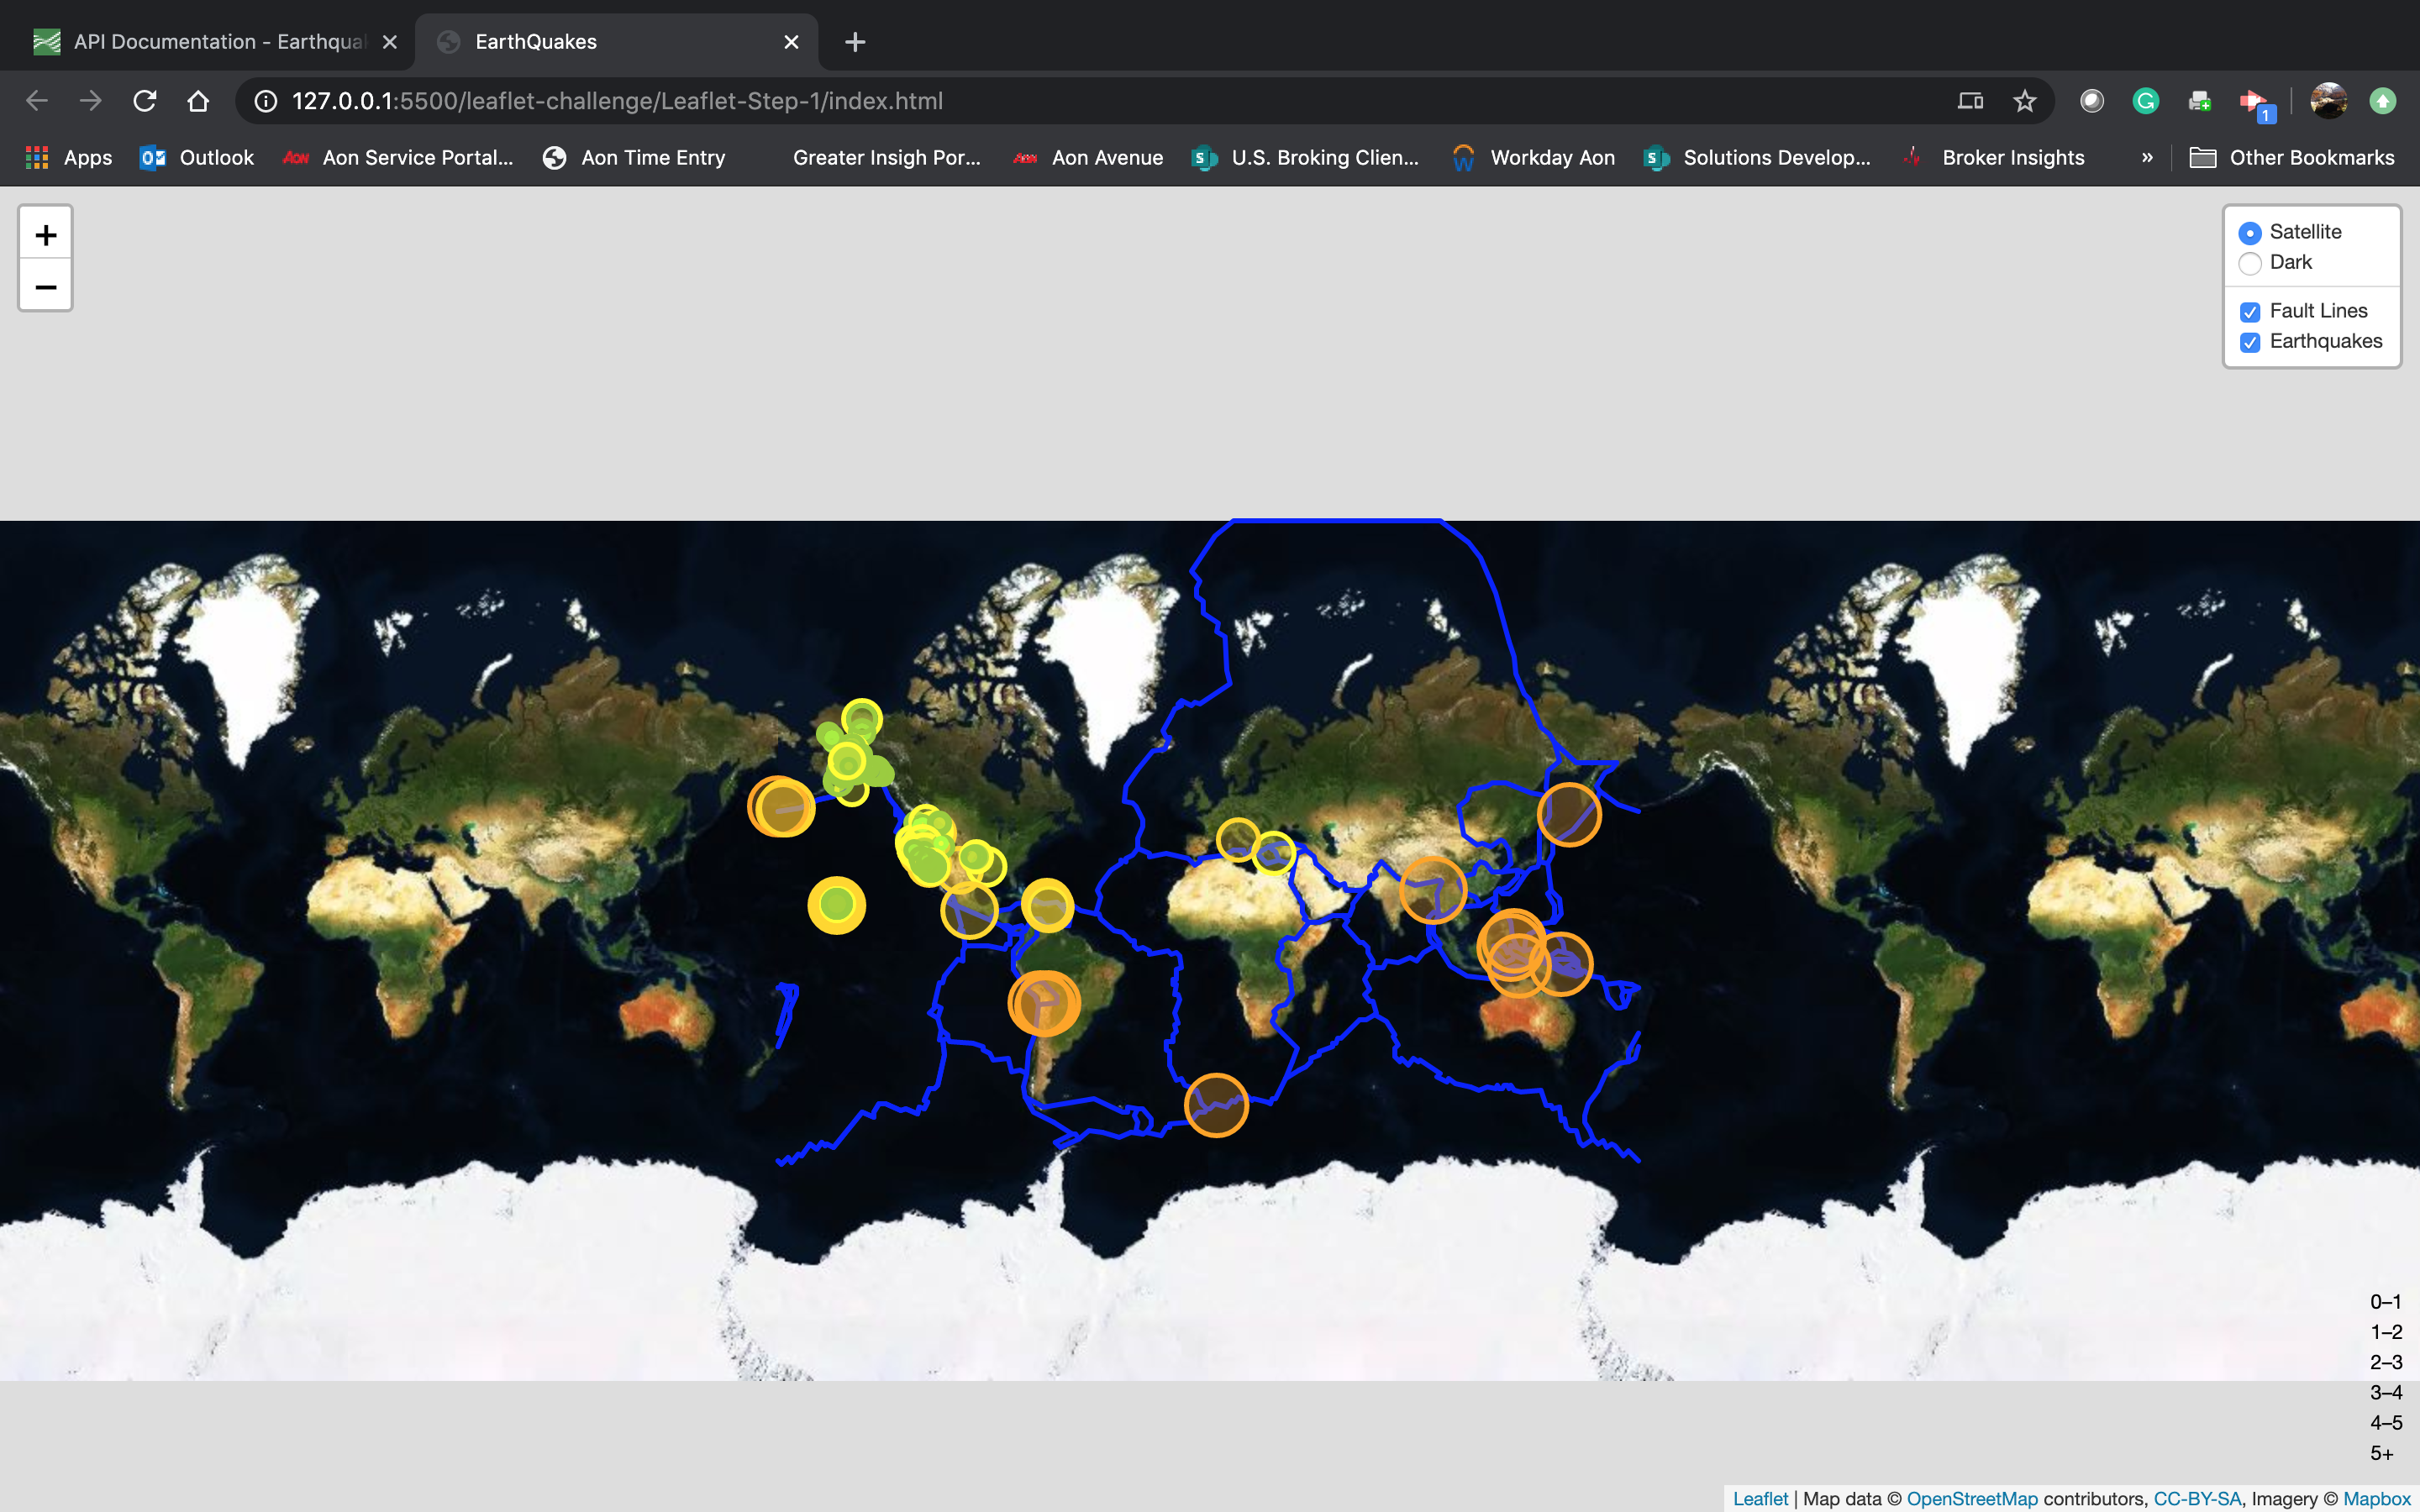 API Documentation - Earthqua
EarthQuakes
127.0.0.1:5500/leaflet-challenge/Leaflet-Step-1/index.html
1
Apps
Outlook
Aon Service Portal...
Aon Time Entry
Greater Insigh Por...
Aon Avenue
U.S. Broking Clien...
Workday Aon
Solutions Develop...
Broker Insights
»
Other Bookmarks
+
−
Satellite
Dark
Fault Lines
Earthquakes
0–1
1–2
2–3
3–4
4–5
5+
Leaflet | Map data © OpenStreetMap contributors, CC-BY-SA, Imagery © Mapbox